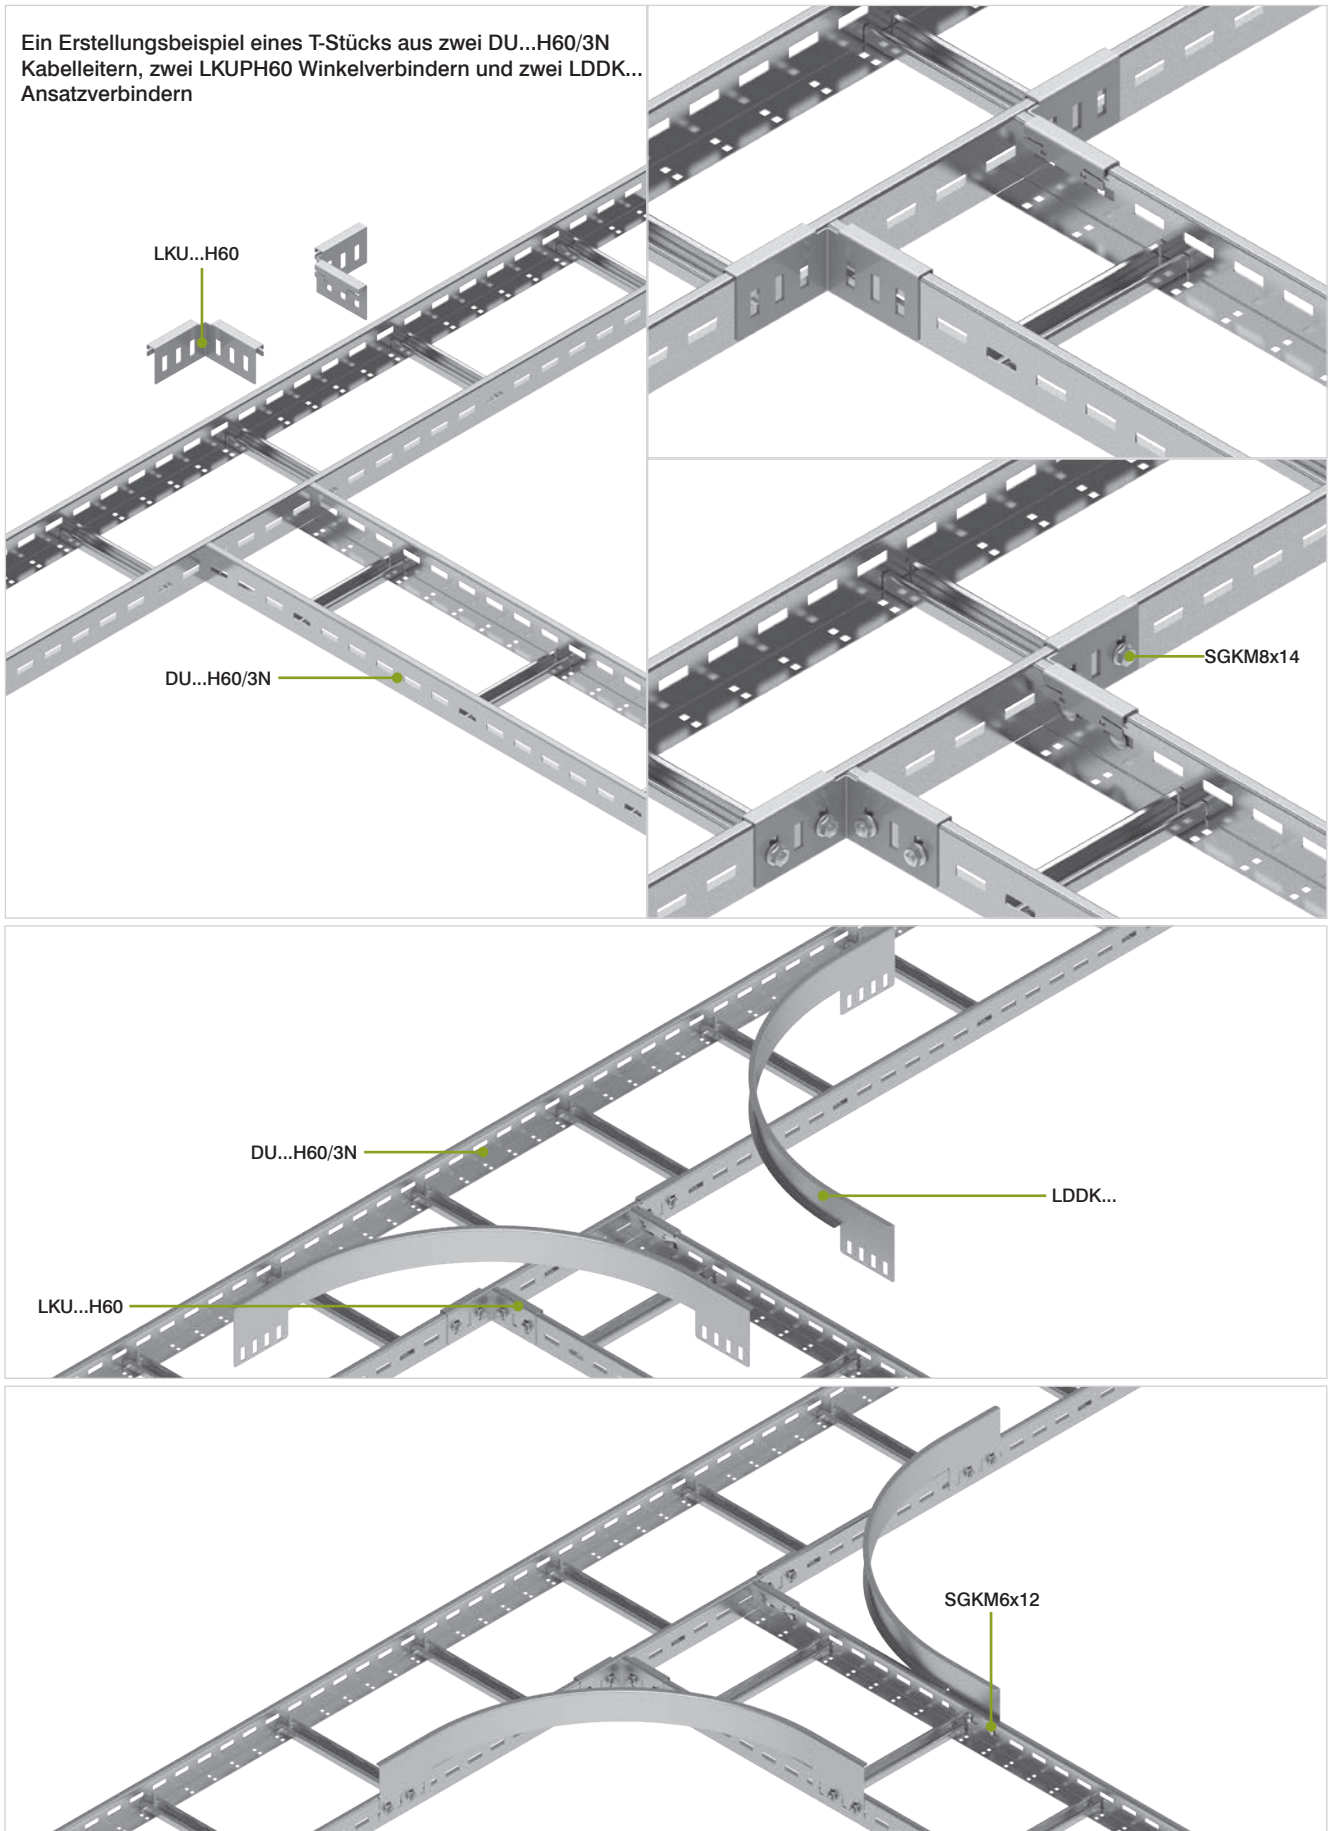 Ein Erstellungsbeispiel eines T-Stücks aus zwei DU...H60/3N
Kabelleitern, zwei LKUPH60 Winkelverbindern und zwei LDDK...
Ansatzverbindern
LKU...H60
DU...H60/3N
SGKM8x14
DU...H60/3N
LDDK...
LKU...H60
SGKM6x12